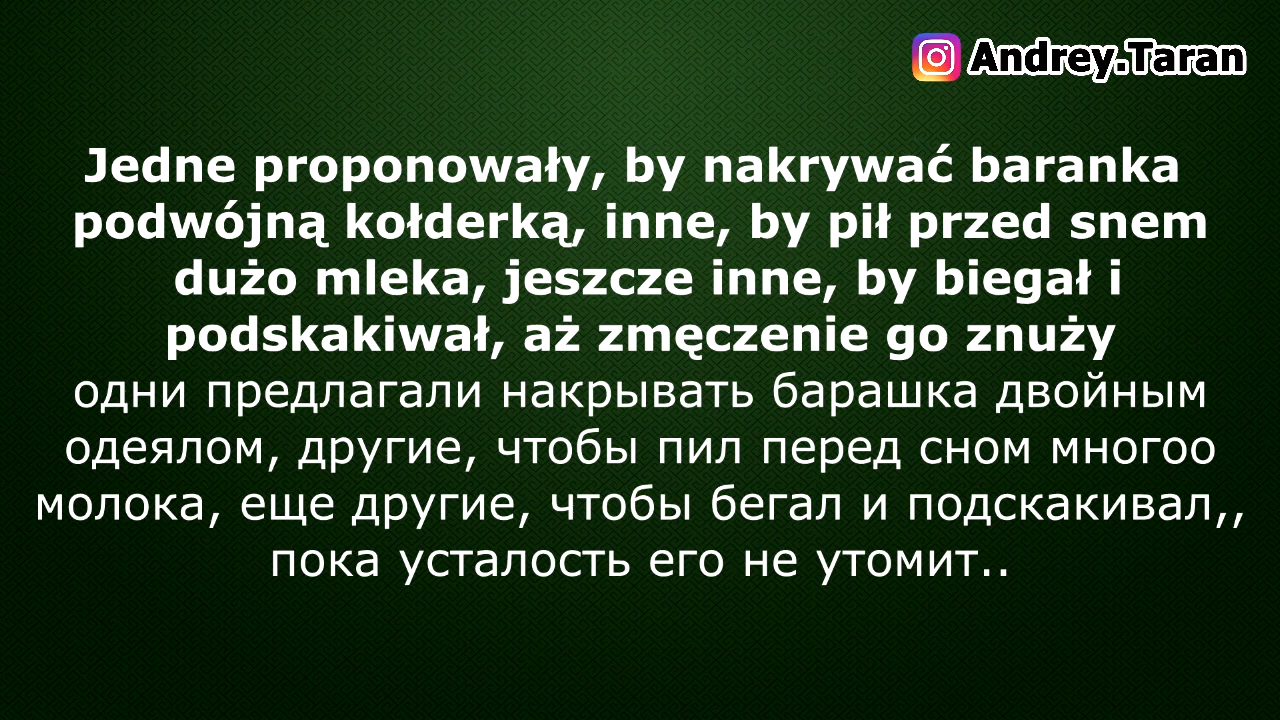 Andrey.Taran
Jedne proponowały, by nakrywać baranka
podwójną kołderką, inne, by pił przed snem
dużo mleka, jeszcze inne, by biegał i
podskakiwał, aż zmęczenie go znuży
одни предлагали накрывать барашка двойным
одеялом, другие, чтобы пил перед сном многоо
молока, еще другие, чтобы бегал и подскакивал,,
пока усталость его не утомит..